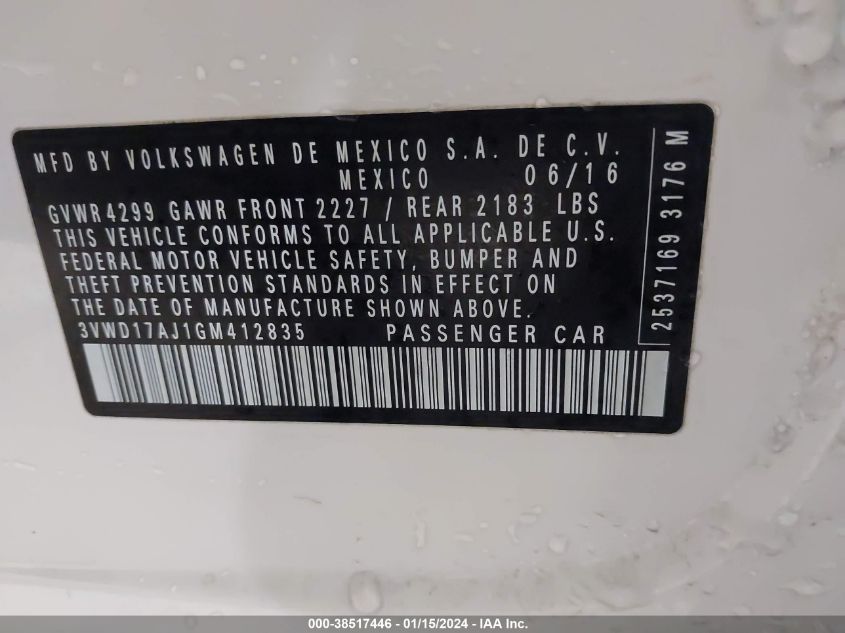 MFD BY VOLKSWAGEN DE MEXICO S.A. DE C.V.
MEXICO 06/16
GVWR 4299 GAWR FRONT 2227 / REAR 2183 LBS
THIS VEHICLE CONFORMS TO ALL APPLICABLE U.S.
FEDERAL MOTOR VEHICLE SAFETY, BUMPER AND
THEFT PREVENTION STANDARDS IN EFFECT ON
THE DATE OF MANUFACTURE SHOWN ABOVE.
3VWD17AJ1GM412835 PASSENGER CAR
2537169 3176 M
000-38517446 - 01/15/2024 - IAA Inc.